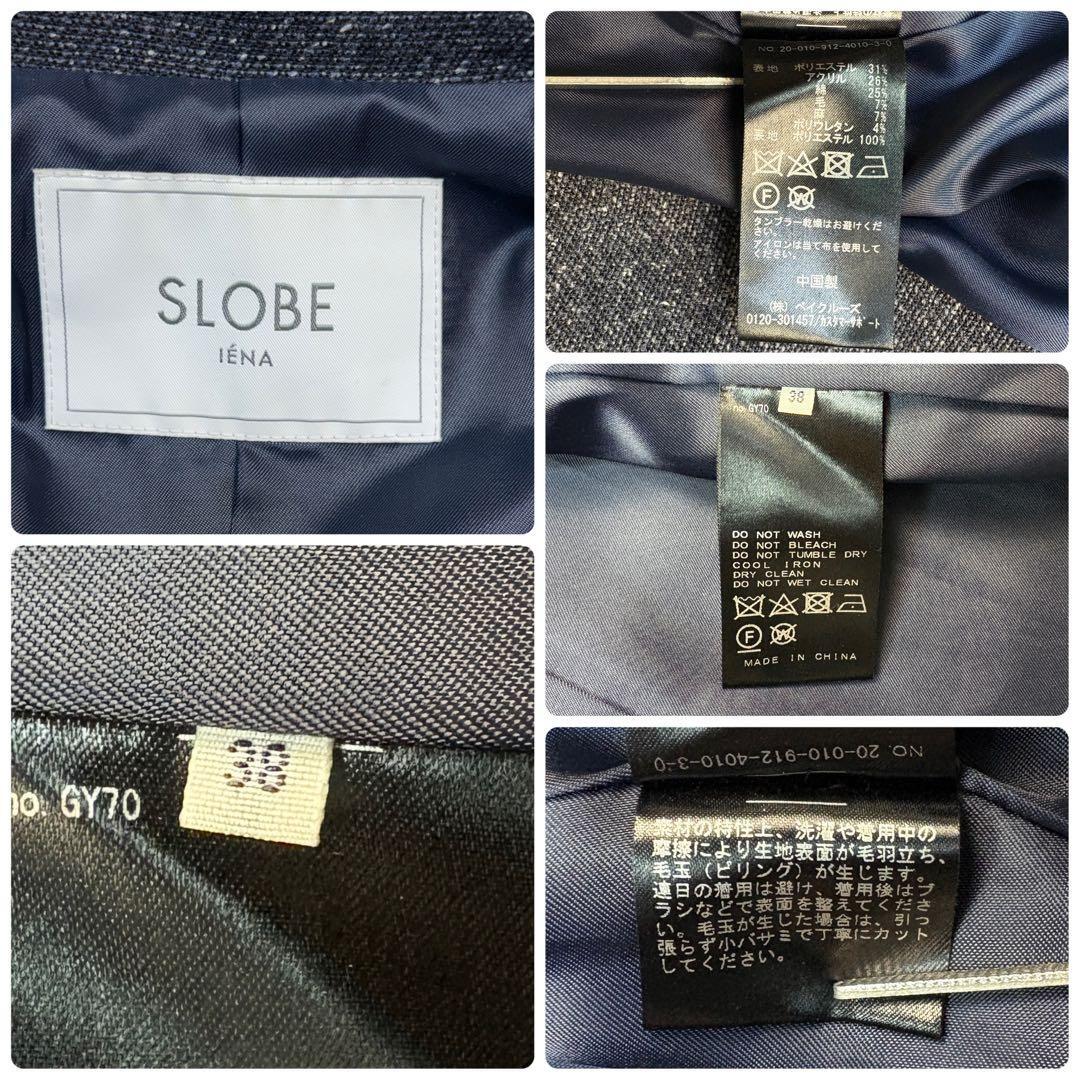 SLOBE
IÉNA
NO. 20-010-912-4010-3-0
表地 ポリエステル 31%
アクリル 26%
綿 25%
毛 7%
麻 7%
ポリウレタン 4%
裏地 ポリエステル 100%
F W
タンブラー乾燥はお避けくだ
さい。
アイロンは当て布を使用して
ください。
中国製
(株) ベイクルーズ
0120-301457/カスタマーサポート
38
no. GY70
DO NOT WASH
DO NOT BLEACH
DO NOT TUMBLE DRY
COOL IRON
DRY CLEAN
DO NOT WET CLEAN
F W
MADE IN CHINA
38
no. GY70
NO. 20-010-912-4010-3-0
素材の特性上、洗濯や着用中の
摩擦により生地表面が毛羽立ち、
毛玉(ピリング)が生じます。
連日の着用は避け、着用後はブ
ラシなどで表面を整えてくださ
い。毛玉が生じた場合は、引っ
張らず小バサミで丁寧にカット
してください。